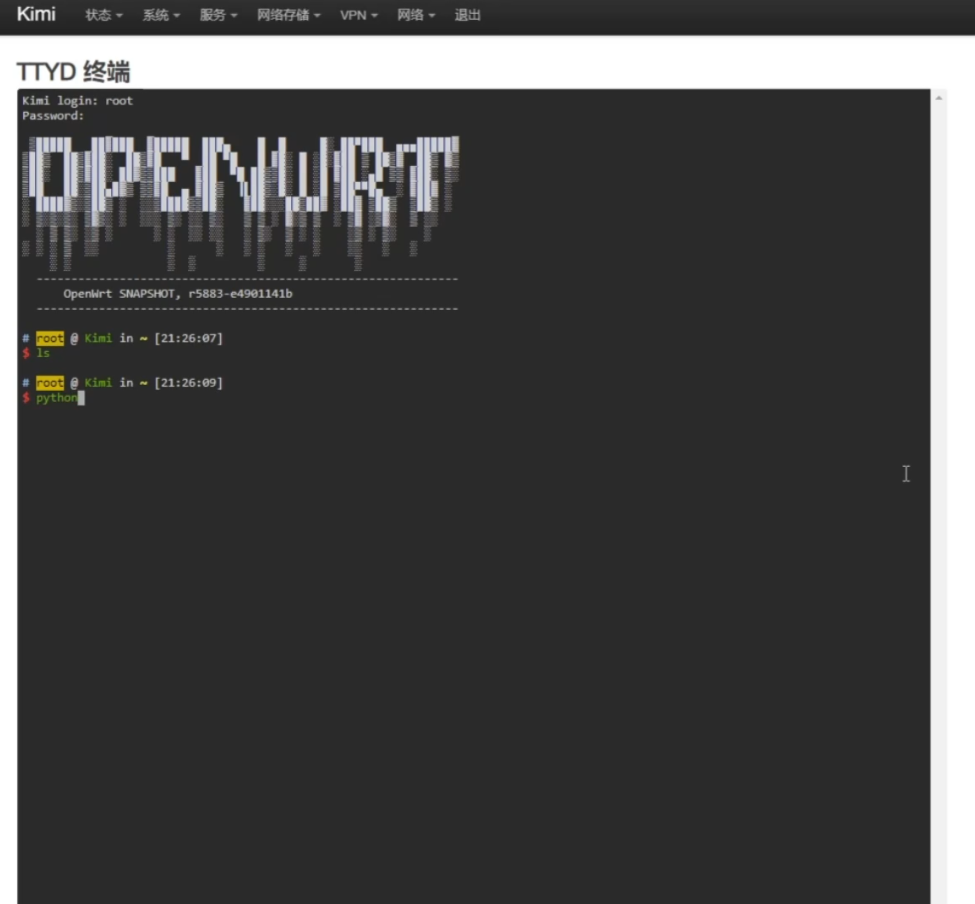 Kimi 状态 系统 服务 网络存储 VPN 网络 退出
TTYD 终端
Kimi login: root
Password:
OPENWRT
-------------------------------------------------------------
OpenWrt SNAPSHOT, r5883-e4901141b
-------------------------------------------------------------
# root @ Kimi in ~ [21:26:07]
$ ls
# root @ Kimi in ~ [21:26:09]
$ python